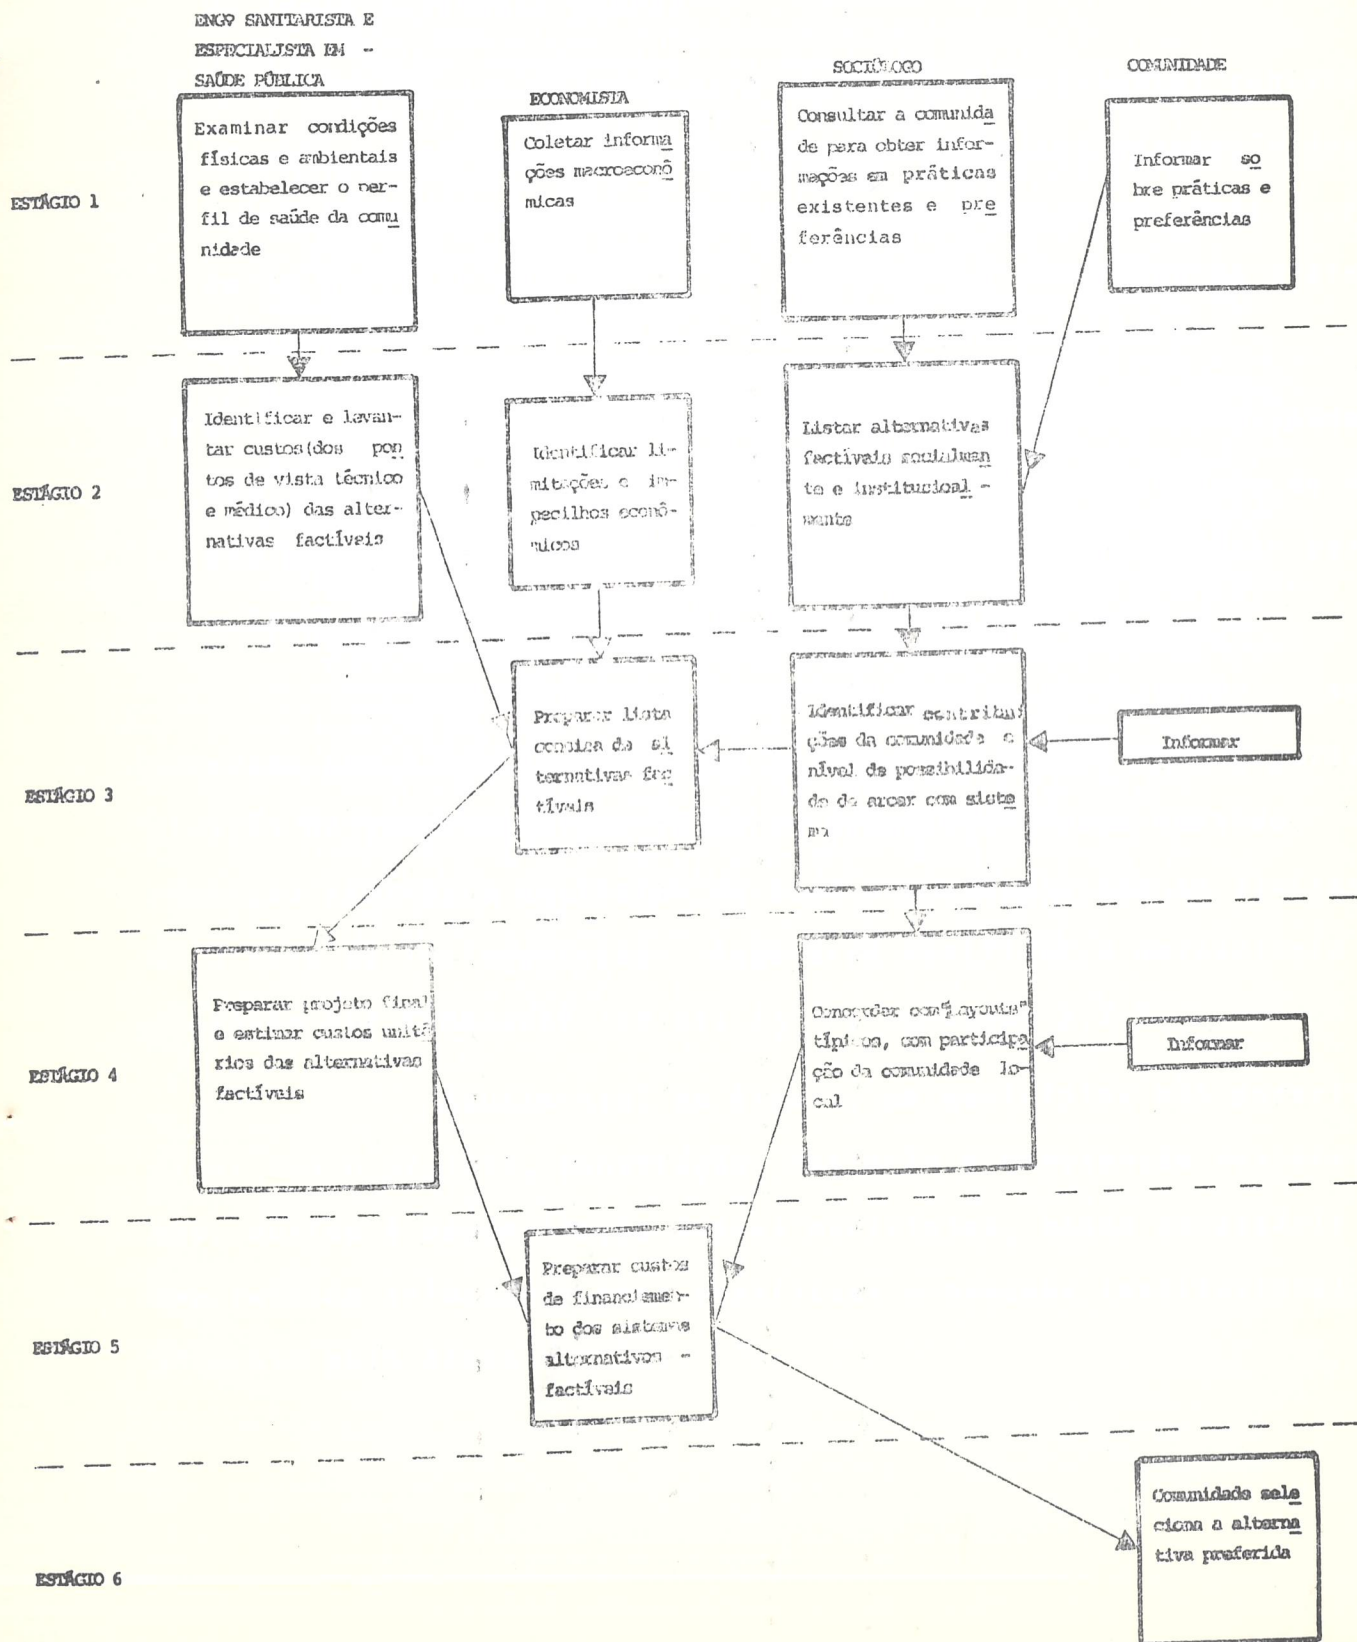 ENGº SANITARISTA E
ESPECIALISTA EM -
SAÚDE PÚBLICA
ECONOMISTA
SOCIÓLOGO
COMUNIDADE
ESTÁGIO 1
Examinar condições
físicas e ambientais
e estabelecer o per-
fil de saúde da comu
nidade
Coletar informa
ções macroeconô
micas
Consultar a comunida
de para obter infor-
mações em práticas
existentes e pre
ferências
Informar so
bre práticas e
preferências
ESTÁGIO 2
Identificar e levan-
tar custos(dos pon
tos de vista técnico
e médico) das alter-
nativas factíveis
Identificar li-
mitações e im-
pecilhos econô-
micos
Listar alternativas
factíveis socialmen
te e institucional -
mente
ESTÁGIO 3
Preparar lista
concisa de al
ternativas fac
tíveis
Identificar contribui
ções da comunidade e
nível de possibilida-
de de arcar com siste
ma
Informar
ESTÁGIO 4
Preparar projeto final
e estimar custos unitá
rios das alternativas
factíveis
Concordar com"layouts"
típicos, com participa
ção da comunidade lo-
cal
Informar
ESTÁGIO 5
Preparar custos
de financiamen-
to dos sistemas
alternativos -
factíveis
ESTÁGIO 6
Comunidade sele
ciona a alterna
tiva preferida